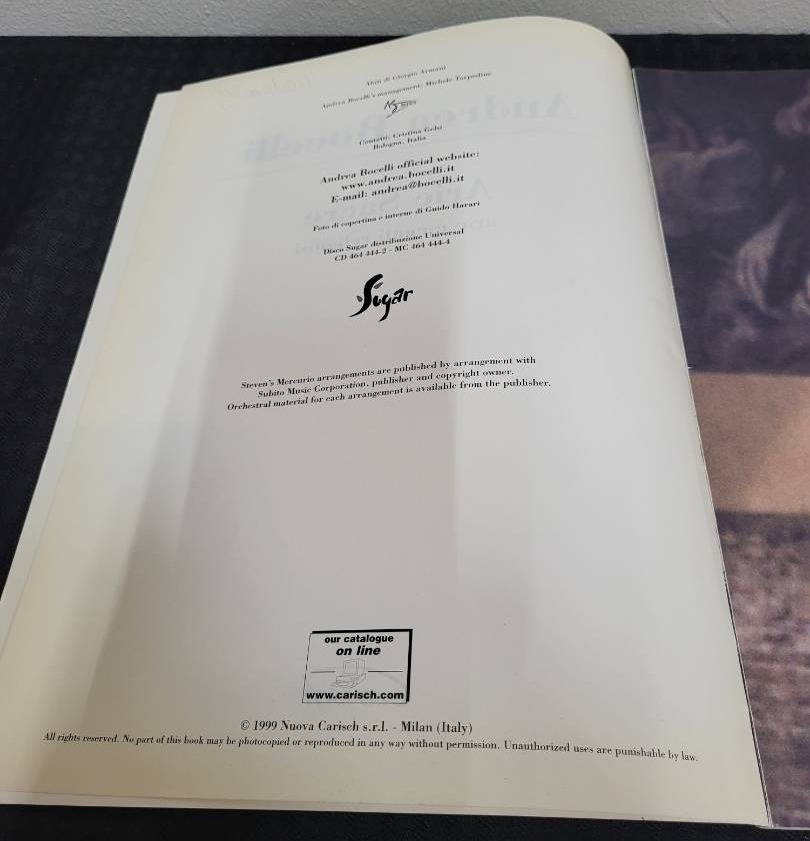 Abiti di Giorgio Armani
Andrea Bocelli's management: Michele Torpedine
Contatti: Cristina Gelsi
Bologna, Italia
Andrea Bocelli official website:
www.andrea.bocelli.it
E-mail: andrea@bocelli.it
Foto di copertina e interne di Guido Harari
Disco Sugar distribuzione Universal
CD 464 444-2 - MC 464 444-4
Sugar
Steven's Mercurio arrangements are published by arrangement with
Subito Music Corporation, publisher and copyright owner.
Orchestral material for each arrangement is available from the publisher.
our catalogue
on line
www.carisch.com
© 1999 Nuova Carisch s.r.l. - Milan (Italy)
All rights reserved. No part of this book may be photocopied or reproduced in any way without permission. Unauthorized uses are punishable by law.